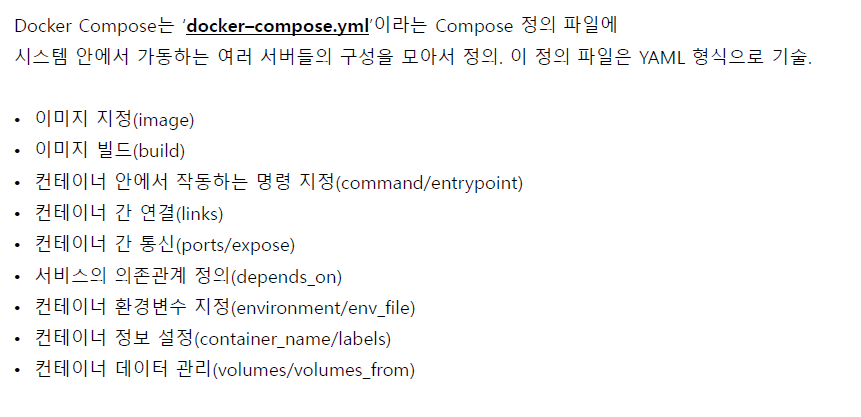 Docker Compose는 'docker–compose.yml'이라는 Compose 정의 파일에
시스템 안에서 가동하는 여러 서버들의 구성을 모아서 정의. 이 정의 파일은 YAML 형식으로 기술.
• 이미지 지정(image)
• 이미지 빌드(build)
• 컨테이너 안에서 작동하는 명령 지정(command/entrypoint)
• 컨테이너 간 연결(links)
• 컨테이너 간 통신(ports/expose)
• 서비스의 의존관계 정의(depends_on)
• 컨테이너 환경변수 지정(environment/env_file)
• 컨테이너 정보 설정(container_name/labels)
• 컨테이너 데이터 관리(volumes/volumes_from)